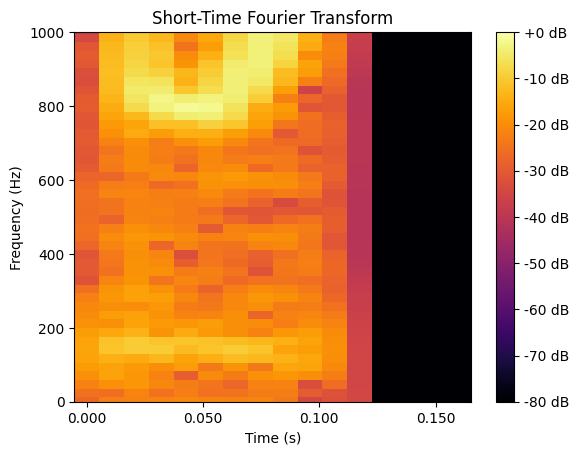 Short-Time Fourier Transform
1000
800
600
400
200
0
Frequency (Hz)
0.000
0.050
0.100
0.150
Time (s)
+0 dB
-10 dB
-20 dB
-30 dB
-40 dB
-50 dB
-60 dB
-70 dB
-80 dB